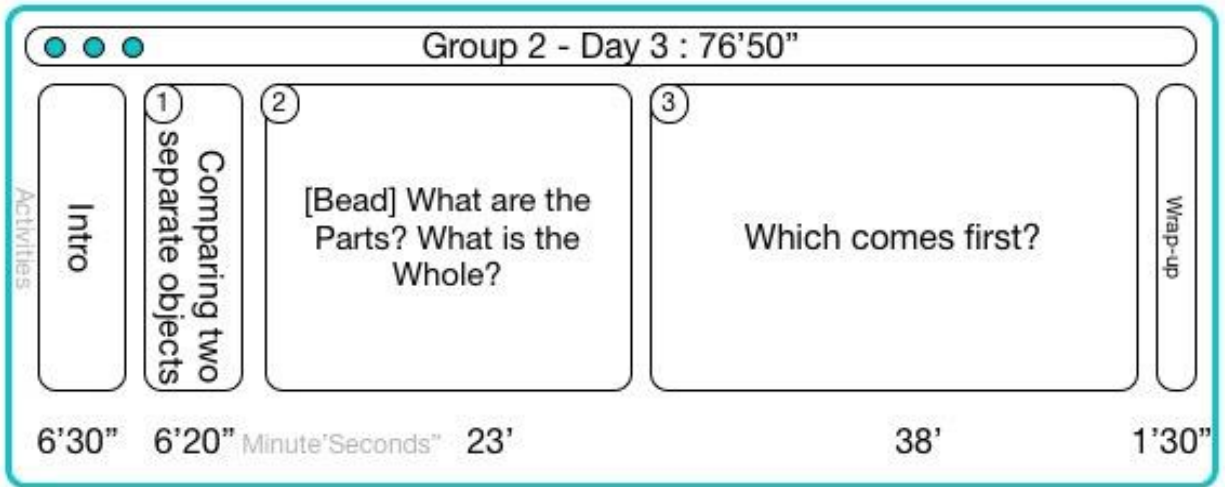 Group 2 - Day 3 : 76’50”
Activities
Intro
1
Comparing two
separate objects
2
[Bead] What are the
Parts? What is the
Whole?
3
Which comes first?
Wrap-up
6’30”
6’20”
Minute’Seconds”
23’
38’
1’30”